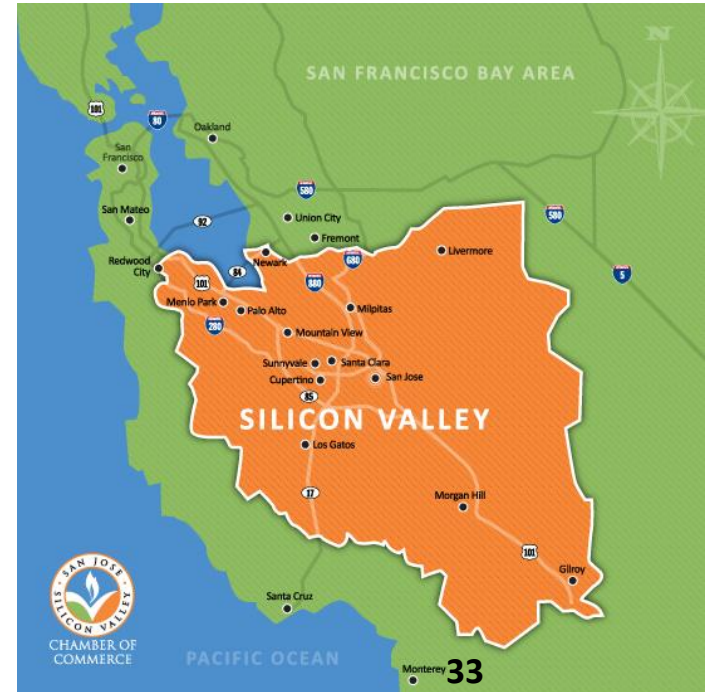 SAN FRANCISCO BAY AREA
N
101
80
Oakland
San
Francisco
580
San Mateo
92
Union City
580
Fremont
Redwood
City
Newark
680
Livermore
84
5
101
880
Menlo Park
Palo Alto
Milpitas
280
Mountain View
Sunnyvale
Santa Clara
Cupertino
San Jose
85
SILICON VALLEY
Los Gatos
17
Morgan Hill
101
Gilroy
SAN JOSE
SILICON VALLEY
CHAMBER OF
COMMERCE
Santa Cruz
PACIFIC OCEAN
Monterey 33